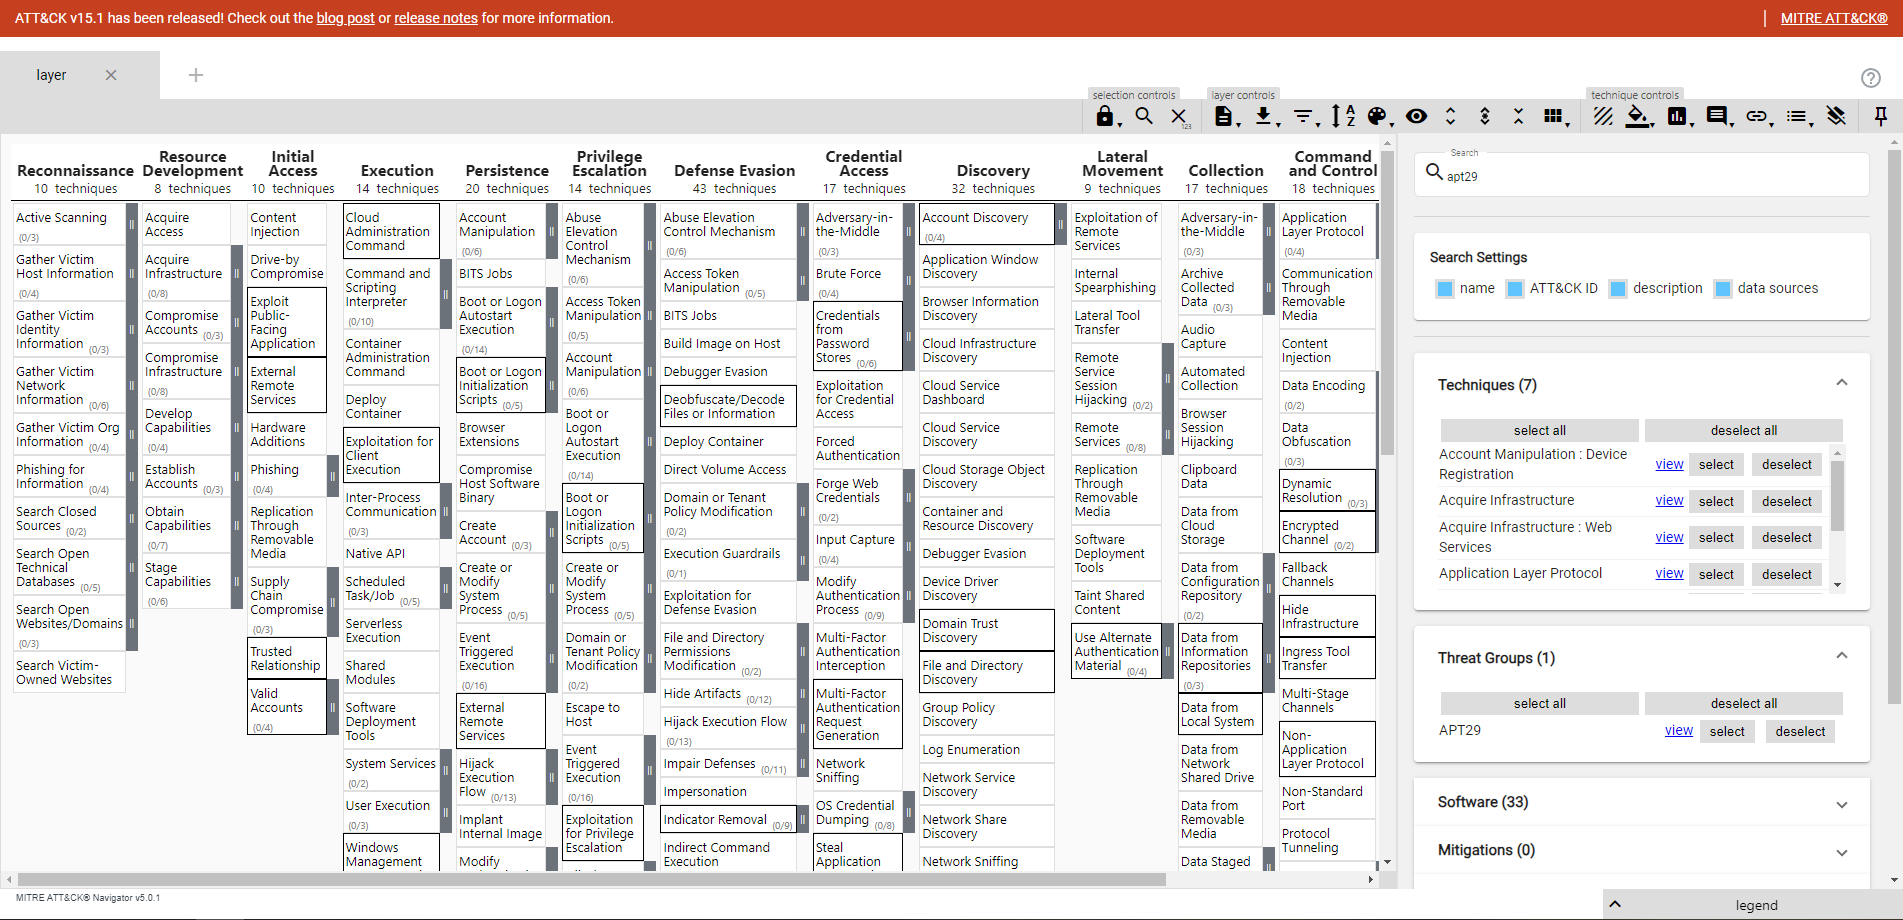 ATT&CK v15.1 has been released! Check out the blog post or release notes for more information.
MITRE ATT&CK®
layer
selection controls
layer controls
technique controls
Reconnaissance
10 techniques
Active Scanning
(0/3)
Gather Victim
Host Information
(0/4)
Gather Victim
Identity
Information (0/3)
Gather Victim
Network
Information (0/6)
Gather Victim Org
Information (0/4)
Phishing for
Information (0/4)
Search Closed
Sources (0/2)
Search Open
Technical
Databases (0/5)
Search Open
Websites/Domains
(0/3)
Search Victim-
Owned Websites
Resource
Development
8 techniques
Acquire
Access
Acquire
Infrastructure
(0/8)
Compromise
Accounts (0/3)
Compromise
Infrastructure
(0/8)
Develop
Capabilities
(0/4)
Establish
Accounts (0/3)
Obtain
Capabilities
(0/7)
Stage
Capabilities
(0/6)
Initial
Access
10 techniques
Content
Injection
Drive-by
Compromise
Exploit
Public-
Facing
Application
External
Remote
Services
Hardware
Additions
Phishing
(0/4)
Replication
Through
Removable
Media
Supply
Chain
Compromise
(0/3)
Trusted
Relationship
Valid
Accounts
(0/4)
Execution
14 techniques
Cloud
Administration
Command
Command and
Scripting
Interpreter
(0/10)
Container
Administration
Command
Deploy
Container
Exploitation for
Client
Execution
Inter-Process
Communication
(0/3)
Native API
Scheduled
Task/Job (0/5)
Serverless
Execution
Shared
Modules
Software
Deployment
Tools
System Services
(0/2)
User Execution
(0/3)
Windows
Management
Persistence
20 techniques
Account
Manipulation
(0/6)
BITS Jobs
Boot or Logon
Autostart
Execution
(0/14)
Boot or Logon
Initialization
Scripts (0/5)
Browser
Extensions
Compromise
Host Software
Binary
Create
Account (0/3)
Create or
Modify
System
Process (0/5)
Event
Triggered
Execution
(0/16)
External
Remote
Services
Hijack
Execution
Flow (0/13)
Implant
Internal Image
Modify
Privilege
Escalation
14 techniques
Abuse
Elevation
Control
Mechanism
(0/6)
Access Token
Manipulation
(0/5)
Account
Manipulation
(0/6)
Boot or
Logon
Autostart
Execution
(0/14)
Boot or
Logon
Initialization
Scripts (0/5)
Create or
Modify
System
Process (0/5)
Domain or
Tenant Policy
Modification
(0/2)
Escape to
Host
Event
Triggered
Execution
(0/16)
Exploitation
for Privilege
Escalation
Defense Evasion
43 techniques
Abuse Elevation
Control Mechanism
(0/6)
Access Token
Manipulation (0/5)
BITS Jobs
Build Image on Host
Debugger Evasion
Deobfuscate/Decode
Files or Information
Deploy Container
Direct Volume Access
Domain or Tenant
Policy Modification
(0/2)
Execution Guardrails
(0/1)
Exploitation for
Defense Evasion
File and Directory
Permissions
Modification (0/2)
Hide Artifacts (0/12)
Hijack Execution Flow
(0/13)
Impair Defenses (0/11)
Impersonation
Indicator Removal (0/9)
Indirect Command
Execution
Credential
Access
17 techniques
Adversary-in-
the-Middle
(0/3)
Brute Force
(0/4)
Credentials
from
Password
Stores (0/6)
Exploitation
for Credential
Access
Forced
Authentication
Forge Web
Credentials
(0/2)
Input Capture
(0/4)
Modify
Authentication
Process (0/9)
Multi-Factor
Authentication
Interception
Multi-Factor
Authentication
Request
Generation
Network
Sniffing
OS Credential
Dumping (0/8)
Steal
Application
Discovery
32 techniques
Account Discovery
(0/4)
Application Window
Discovery
Browser Information
Discovery
Cloud Infrastructure
Discovery
Cloud Service
Dashboard
Cloud Service
Discovery
Cloud Storage Object
Discovery
Container and
Resource Discovery
Debugger Evasion
Device Driver
Discovery
Domain Trust
Discovery
File and Directory
Discovery
Group Policy
Discovery
Log Enumeration
Network Service
Discovery
Network Share
Discovery
Network Sniffing
Lateral
Movement
9 techniques
Exploitation of
Remote
Services
Internal
Spearphishing
Lateral Tool
Transfer
Remote
Service
Session
Hijacking (0/2)
Remote
Services (0/8)
Replication
Through
Removable
Media
Software
Deployment
Tools
Taint Shared
Content
Use Alternate
Authentication
Material (0/4)
Collection
17 techniques
Adversary-in-
the-Middle
(0/3)
Archive
Collected
Data (0/3)
Audio
Capture
Automated
Collection
Browser
Session
Hijacking
Clipboard
Data
Data from
Cloud
Storage
Data from
Configuration
Repository
(0/2)
Data from
Information
Repositories
(0/3)
Data from
Local System
Data from
Network
Shared Drive
Data from
Removable
Media
Data Staged
Command
and Control
18 techniques
Application
Layer Protocol
(0/4)
Communication
Through
Removable
Media
Content
Injection
Data Encoding
(0/2)
Data
Obfuscation
(0/3)
Dynamic
Resolution (0/3)
Encrypted
Channel (0/2)
Fallback
Channels
Hide
Infrastructure
Ingress Tool
Transfer
Multi-Stage
Channels
Non-
Application
Layer Protocol
Non-Standard
Port
Protocol
Tunneling
Search
apt29
Search Settings
name ATT&CK ID description data sources
Techniques (7)
select all deselect all
Account Manipulation : Device
Registration
view select deselect
Acquire Infrastructure view select deselect
Acquire Infrastructure : Web
Services
view select deselect
Application Layer Protocol view select deselect
Threat Groups (1)
select all deselect all
APT29 view select deselect
Software (33)
Mitigations (0)
MITRE ATT&CK® Navigator v5.0.1
legend